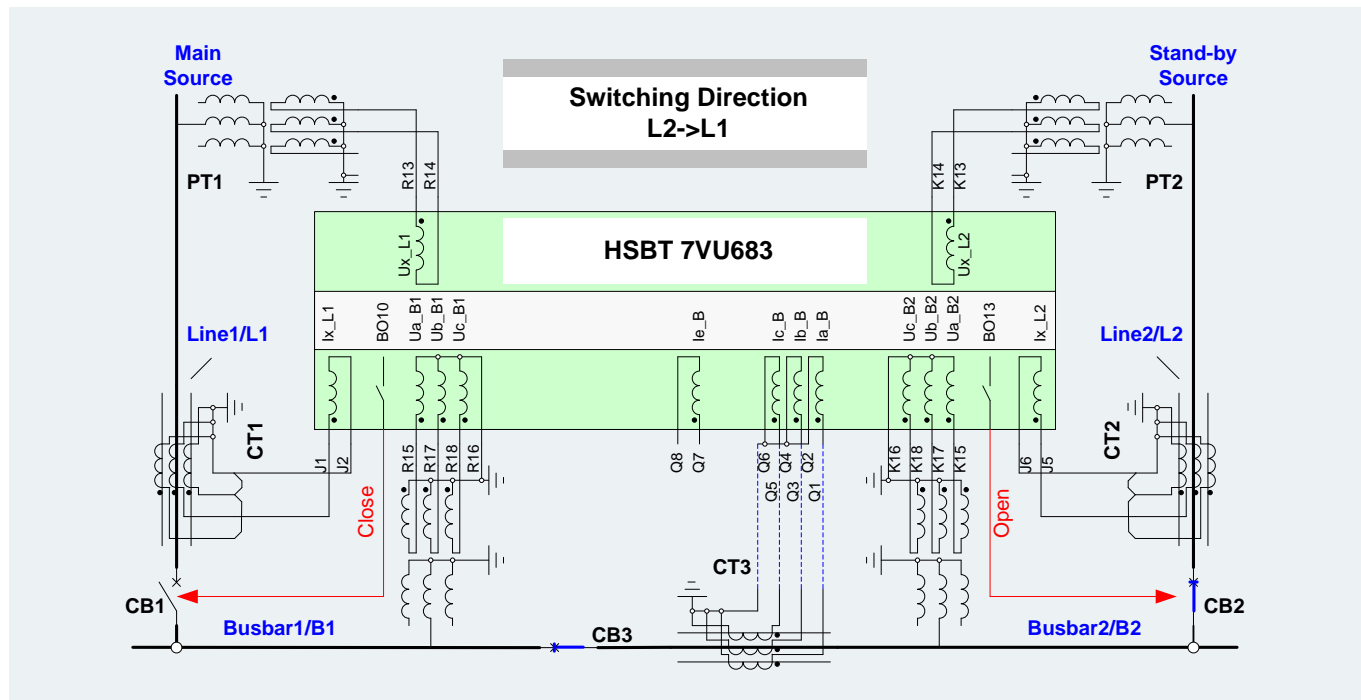 Main
Source
Stand-by
Source
Switching Direction
L2->L1
PT1
R13
R14
K14
K13
PT2
HSBT 7VU683
Ux_L1
Ux_L2
Line1/L1
Ix_L1
BO10
Ua_B1
Ub_B1
Uc_B1
Ie_B
Ic_B
Ib_B
Ia_B
Uc_B2
Ub_B2
Ua_B2
BO13
Ix_L2
Line2/L2
CT1
J1
J2
Close
R15
R17
R18
R16
Q8
Q7
Q6
Q5
Q4
Q3
Q2
Q1
K16
K18
K17
K15
Open
J6
J5
CT2
CT3
CB1
Busbar1/B1
CB3
Busbar2/B2
CB2